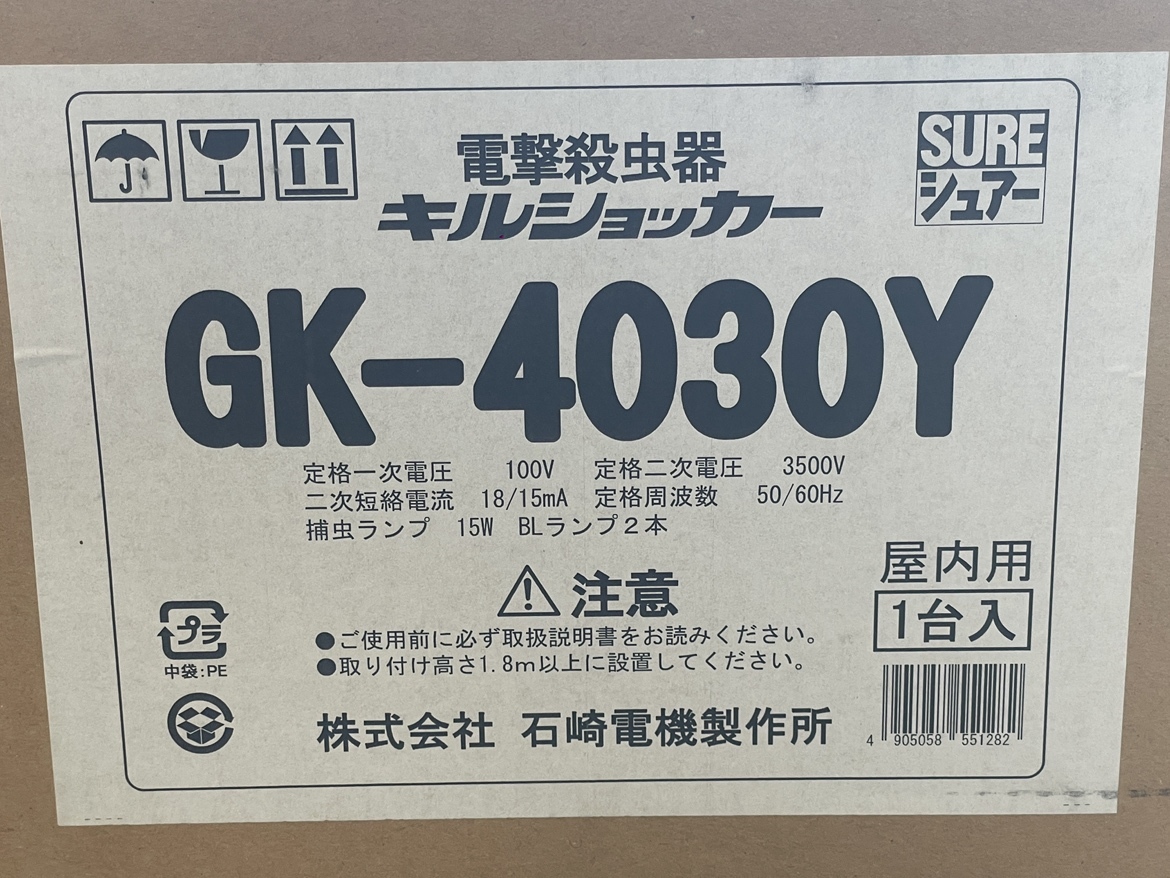 電撃殺虫器
キルショッカー
SURE
シュアー
GK-4030Y
定格一次電圧 100V 定格二次電圧 3500V
二次短絡電流 18/15mA 定格周波数 50/60Hz
捕虫ランプ 15W BLランプ2本
注意
●ご使用前に必ず取扱説明書をお読みください。
●取り付け高さ1.8m以上に設置してください。
屋内用
1台入
プラ
中袋:PE
株式会社 石崎電機製作所
4 905058 551282